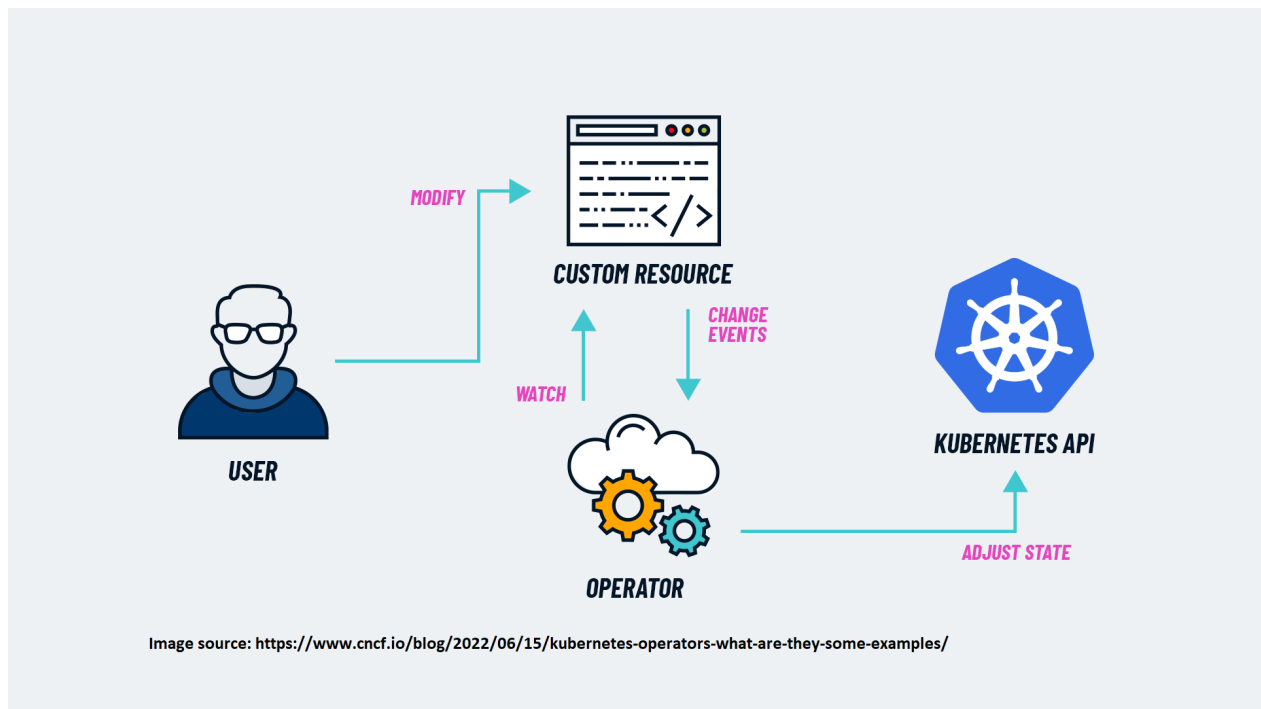 MODIFY
CUSTOM RESOURCE
CHANGE
EVENTS
WATCH
USER
KUBERNETES API
ADJUST STATE
OPERATOR
Image source: https://www.cncf.io/blog/2022/06/15/kubernetes-operators-what-are-they-some-examples/